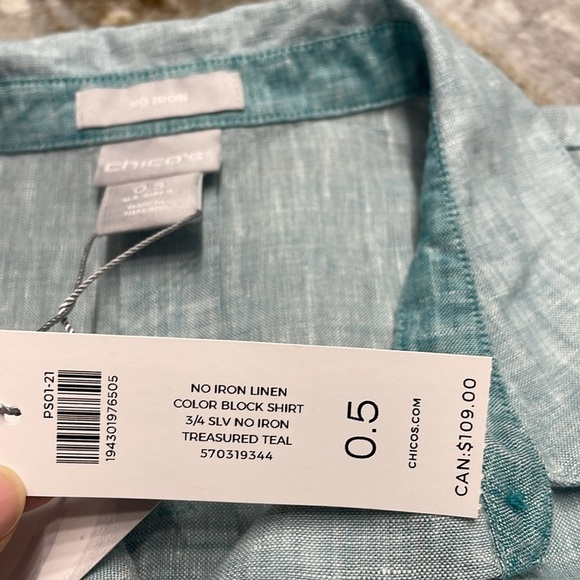 NO IRON
chico's
0.5
PS01-21
194301976505
NO IRON LINEN
COLOR BLOCK SHIRT
3/4 SLV NO IRON
TREASURED TEAL
570319344
0.5
CHICOS.COM
CAN:$109.00